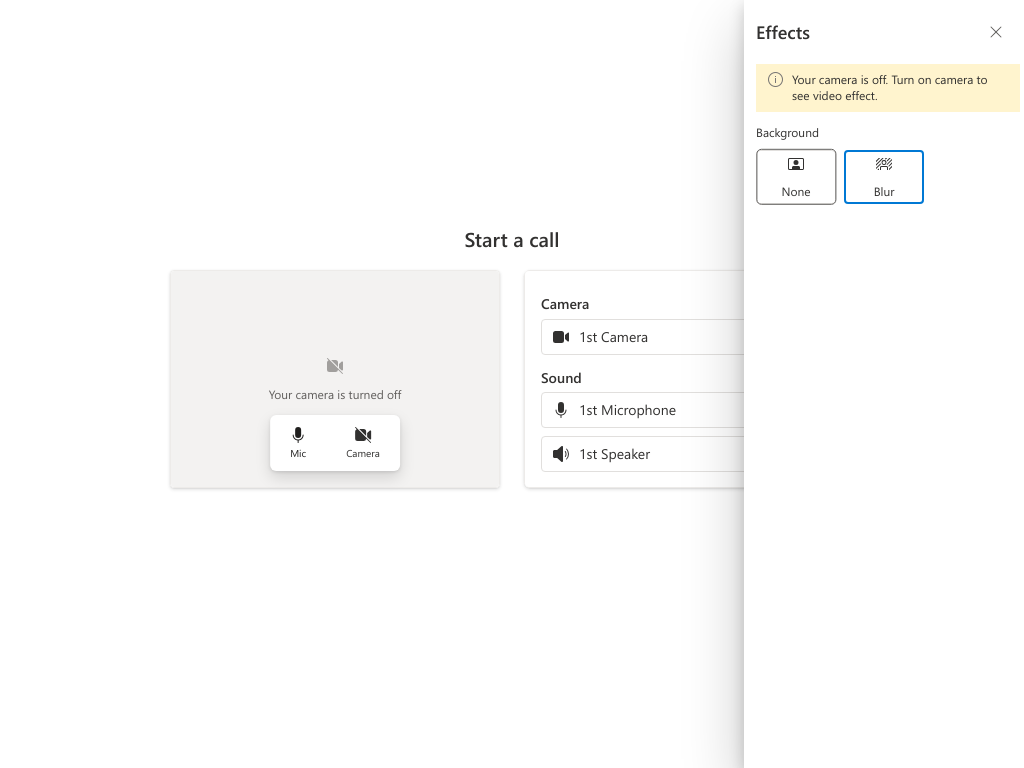 Effects
Your camera is off. Turn on camera to
see video effect.
Background
None
Blur
Start a call
Your camera is turned off
Mic
Camera
Camera
1st Camera
Sound
1st Microphone
1st Speaker